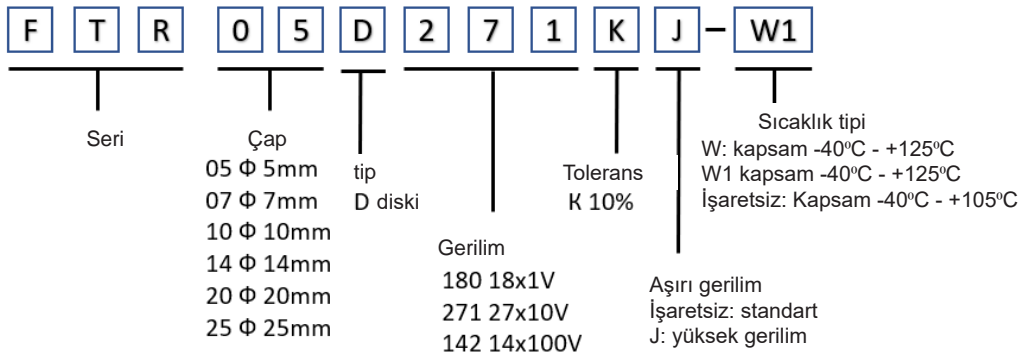 F T R 0 5 D 2 7 1 K J - W1
Seri
Çap
05 Φ 5mm
07 Φ 7mm
10 Φ 10mm
14 Φ 14mm
20 Φ 20mm
25 Φ 25mm
tip
D diski
Gerilim
180 18x1V
271 27x10V
142 14x100V
Tolerans
K 10%
Aşırı gerilim
İşaretsiz: standart
J: yüksek gerilim
Sıcaklık tipi
W: kapsam -40ºC - +125ºC
W1 kapsam -40ºC - +125ºC
İşaretsiz: Kapsam -40ºC - +105ºC